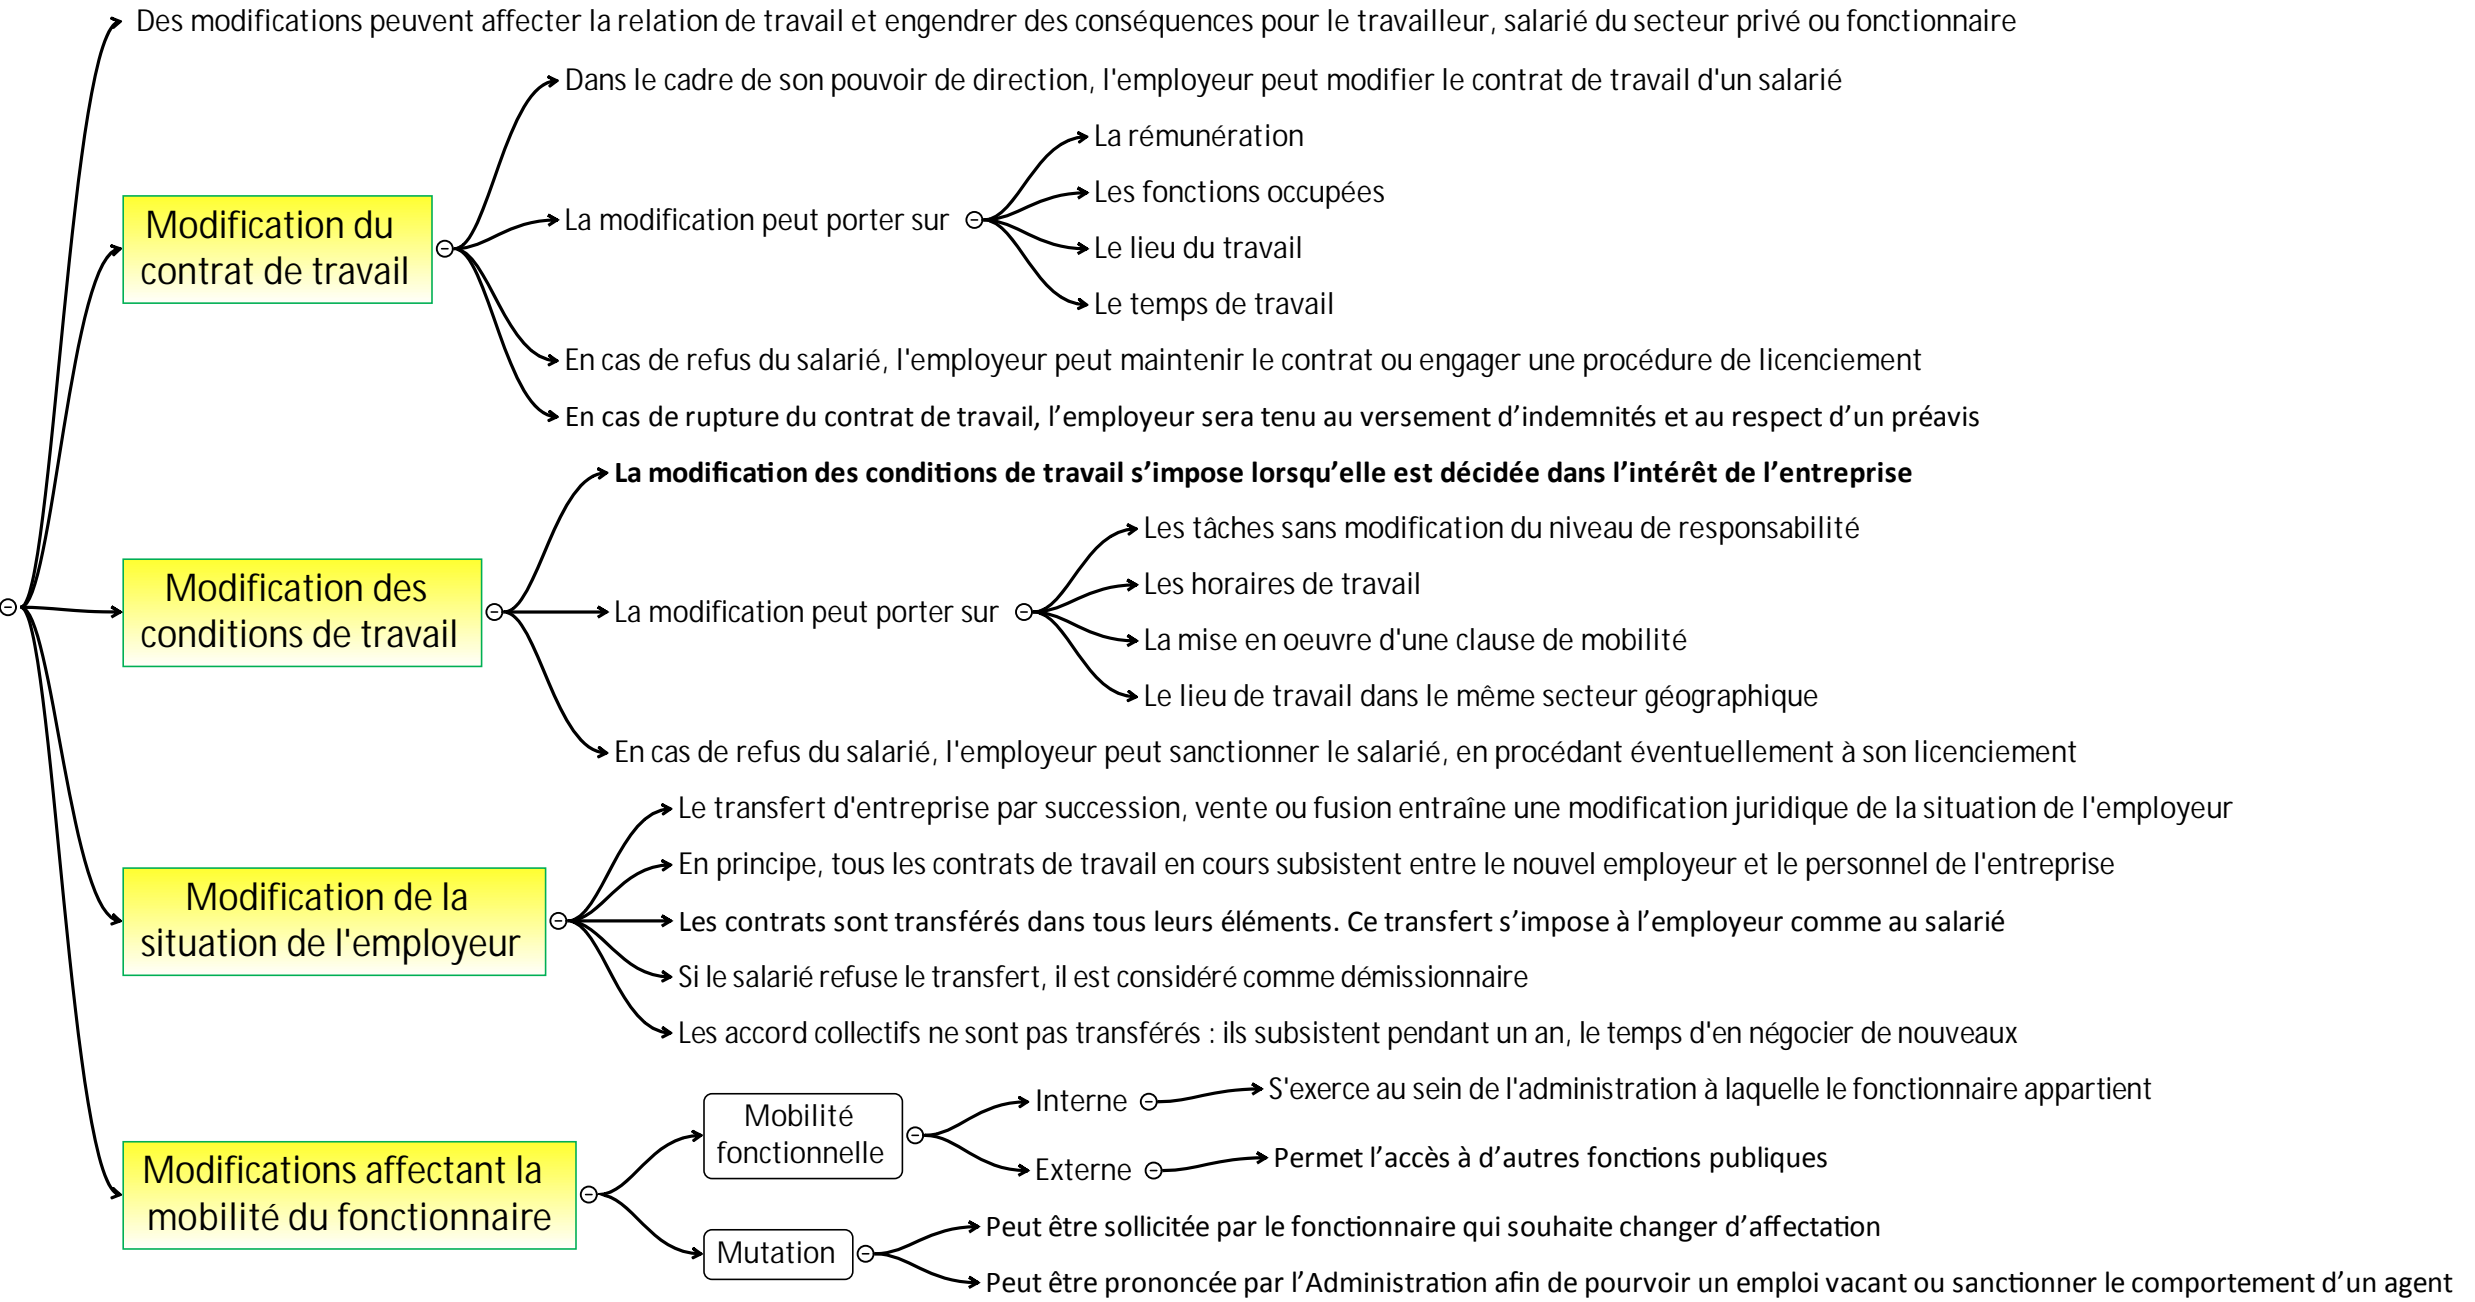 Des modifications peuvent affecter la relation de travail et engendrer des conséquences pour le travailleur, salarié du secteur privé ou fonctionnaire
Modification du
contrat de travail
Dans le cadre de son pouvoir de direction, l'employeur peut modifier le contrat de travail d'un salarié
La modification peut porter sur
La rémunération
Les fonctions occupées
Le lieu du travail
Le temps de travail
En cas de refus du salarié, l'employeur peut maintenir le contrat ou engager une procédure de licenciement
En cas de rupture du contrat de travail, l’employeur sera tenu au versement d’indemnités et au respect d’un préavis
Modification des
conditions de travail
La modification des conditions de travail s’impose lorsqu’elle est décidée dans l’intérêt de l’entreprise
La modification peut porter sur
Les tâches sans modification du niveau de responsabilité
Les horaires de travail
La mise en oeuvre d'une clause de mobilité
Le lieu de travail dans le même secteur géographique
En cas de refus du salarié, l'employeur peut sanctionner le salarié, en procédant éventuellement à son licenciement
Modification de la
situation de l'employeur
Le transfert d'entreprise par succession, vente ou fusion entraîne une modification juridique de la situation de l'employeur
En principe, tous les contrats de travail en cours subsistent entre le nouvel employeur et le personnel de l'entreprise
Les contrats sont transférés dans tous leurs éléments. Ce transfert s’impose à l’employeur comme au salarié
Si le salarié refuse le transfert, il est considéré comme démissionnaire
Les accord collectifs ne sont pas transférés : ils subsistent pendant un an, le temps d'en négocier de nouveaux
Modifications affectant la
mobilité du fonctionnaire
Mobilité
fonctionnelle
Interne
S'exerce au sein de l'administration à laquelle le fonctionnaire appartient
Externe
Permet l’accès à d’autres fonctions publiques
Mutation
Peut être sollicitée par le fonctionnaire qui souhaite changer d’affectation
Peut être prononcée par l’Administration afin de pourvoir un emploi vacant ou sanctionner le comportement d’un agent